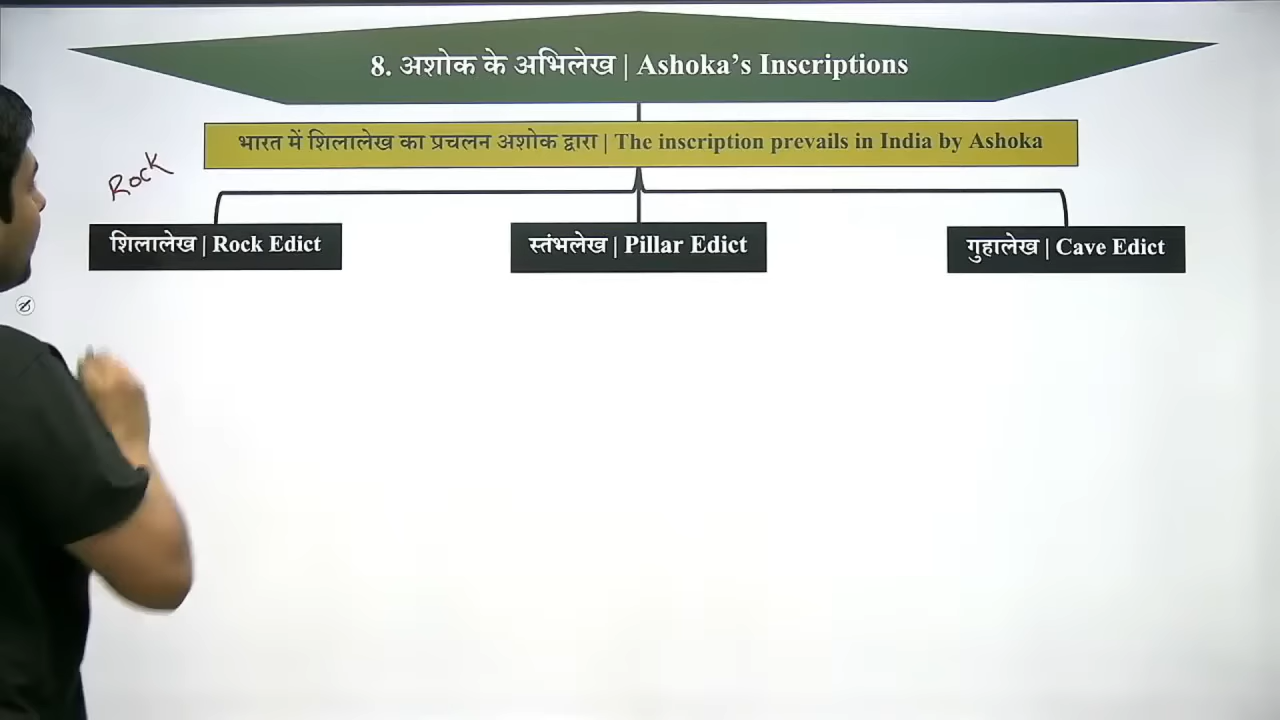 8. अशोक के अभिलेख | Ashoka’s Inscriptions
भारत में शिलालेख का प्रचलन अशोक द्वारा | The inscription prevails in India by Ashoka
Rock
शिलालेख | Rock Edict
स्तंभलेख | Pillar Edict
गुहालेख | Cave Edict